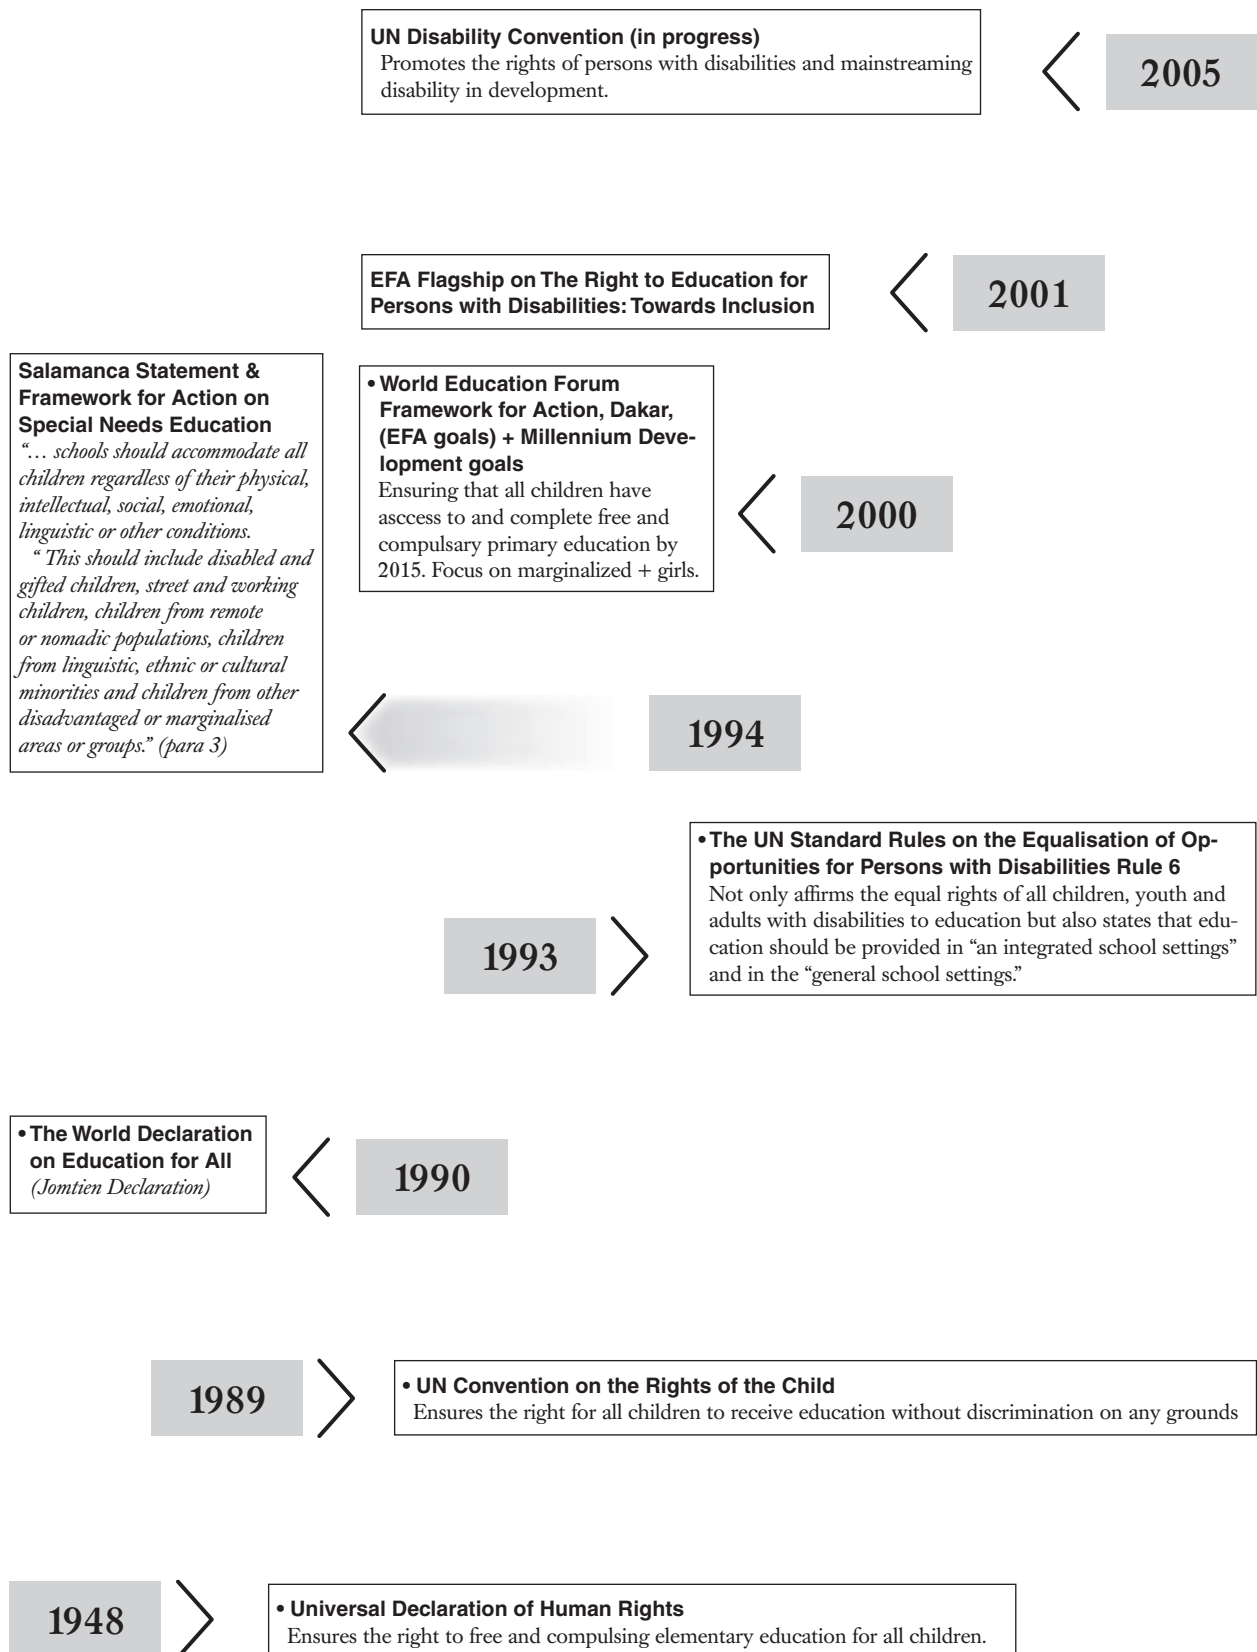 UN Disability Convention (in progress)
Promotes the rights of persons with disabilities and mainstreaming
disability in development.
2005
EFA Flagship on The Right to Education for
Persons with Disabilities: Towards Inclusion
2001
Salamanca Statement &
Framework for Action on
Special Needs Education
“… schools should accommodate all
children regardless of their physical,
intellectual, social, emotional,
linguistic or other conditions.
“ This should include disabled and
gifted children, street and working
children, children from remote
or nomadic populations, children
from linguistic, ethnic or cultural
minorities and children from other
disadvantaged or marginalised
areas or groups.” (para 3)
• World Education Forum
Framework for Action, Dakar,
(EFA goals) + Millennium Deve-
lopment goals
Ensuring that all children have
asccess to and complete free and
compulsary primary education by
2015. Focus on marginalized + girls.
2000
1994
• The UN Standard Rules on the Equalisation of Op-
portunities for Persons with Disabilities Rule 6
Not only affirms the equal rights of all children, youth and
adults with disabilities to education but also states that edu-
cation should be provided in “an integrated school settings”
and in the “general school settings.”
1993
• The World Declaration
on Education for All
(Jomtien Declaration)
1990
1989
• UN Convention on the Rights of the Child
Ensures the right for all children to receive education without discrimination on any grounds
1948
• Universal Declaration of Human Rights
Ensures the right to free and compulsing elementary education for all children.